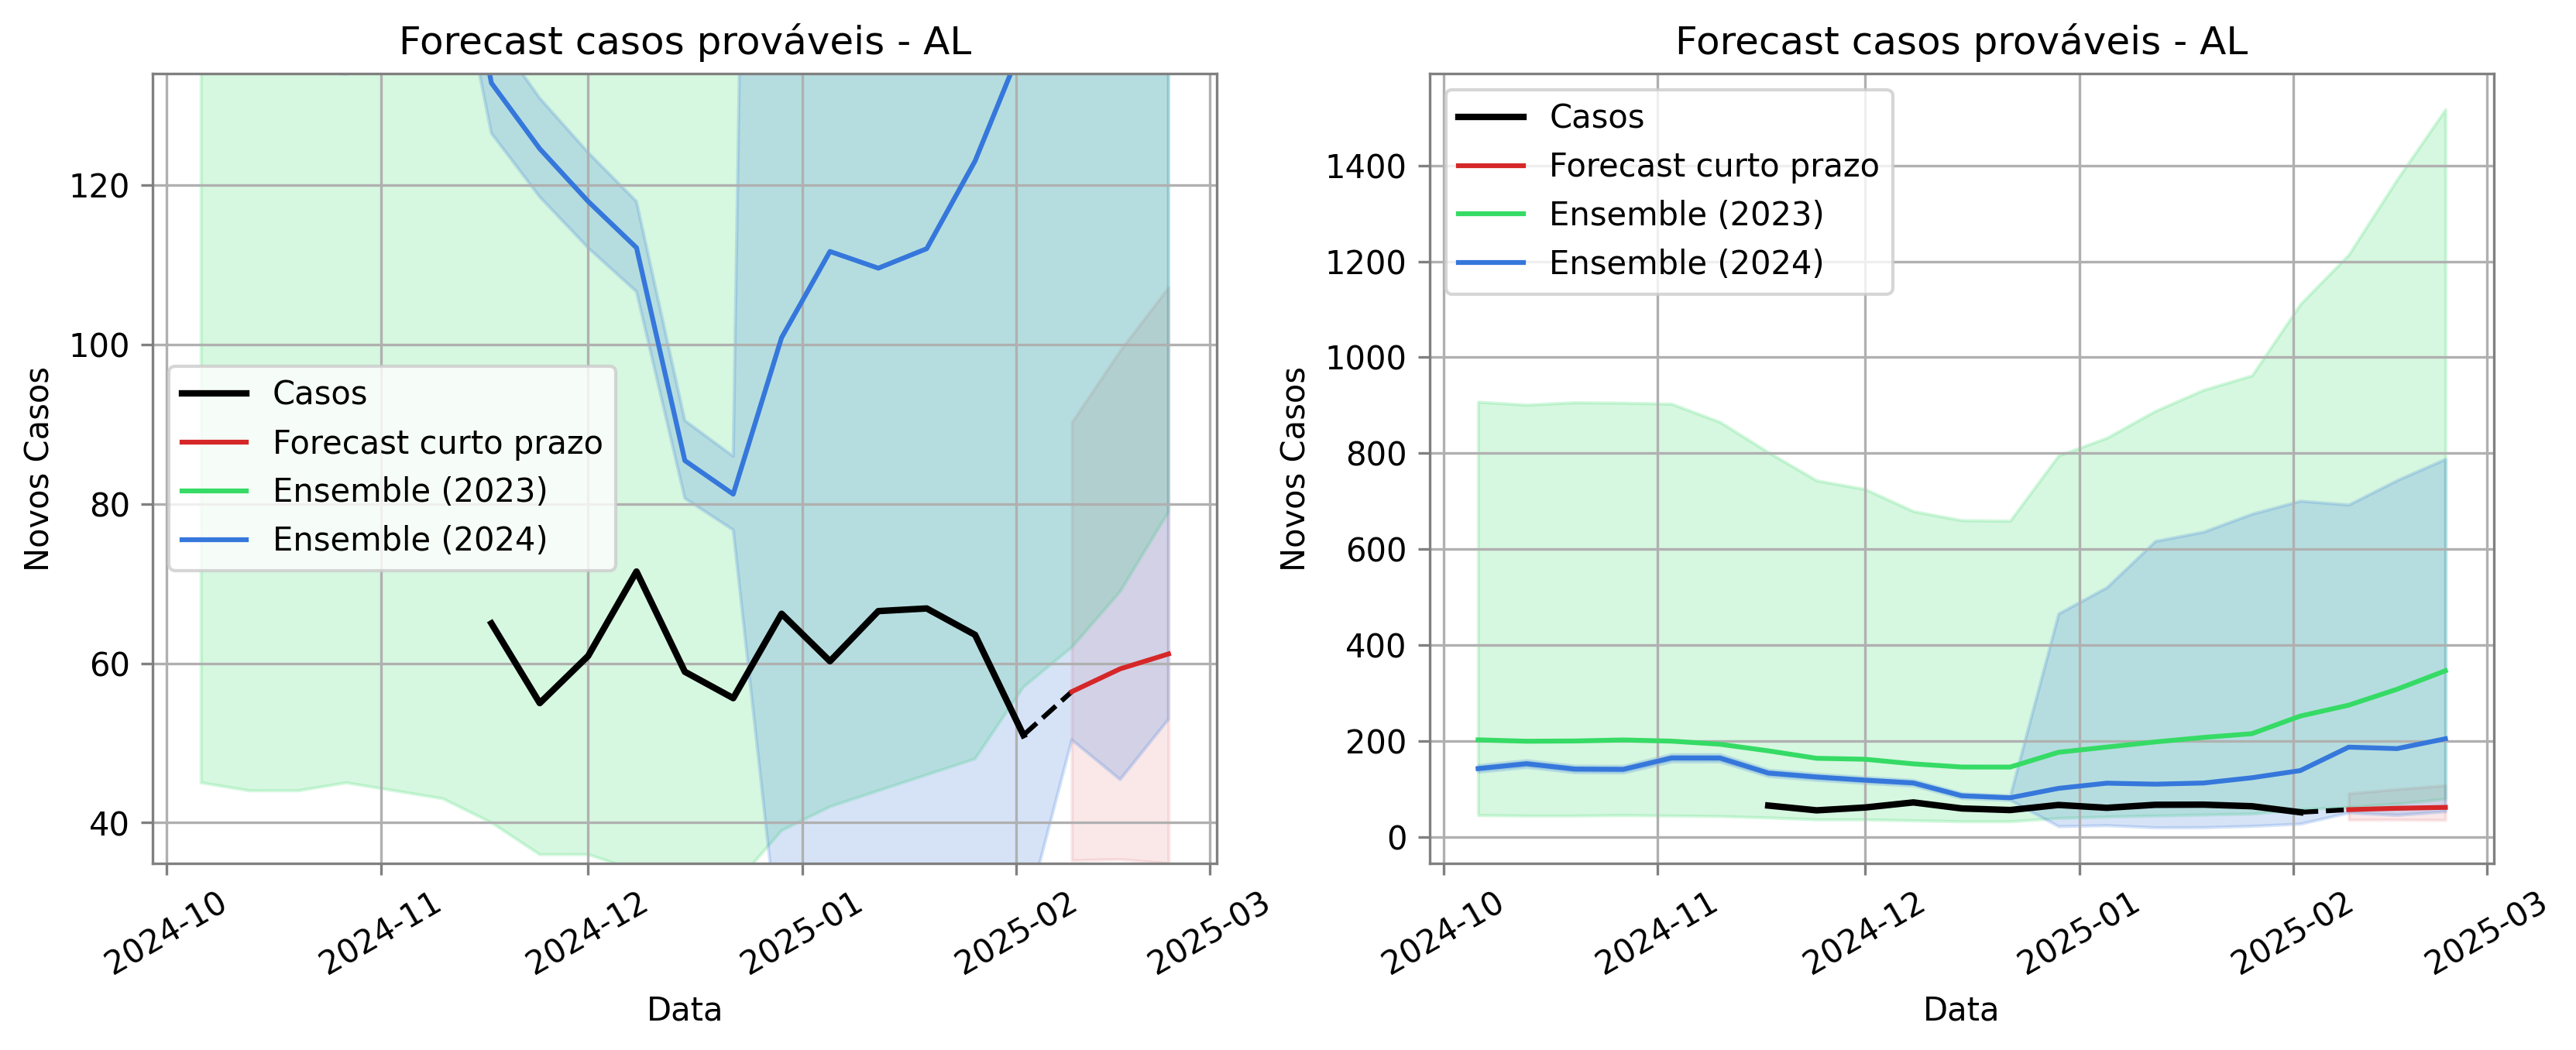 Forecast casos prováveis - AL
120
100
80
60
40
Novos Casos
Casos
Forecast curto prazo
Ensemble (2023)
Ensemble (2024)
2024-10
2024-11
2024-12
2025-01
2025-02
2025-03
Data
Forecast casos prováveis - AL
1400
1200
1000
800
600
400
200
0
Novos Casos
Casos
Forecast curto prazo
Ensemble (2023)
Ensemble (2024)
2024-10
2024-11
2024-12
2025-01
2025-02
2025-03
Data